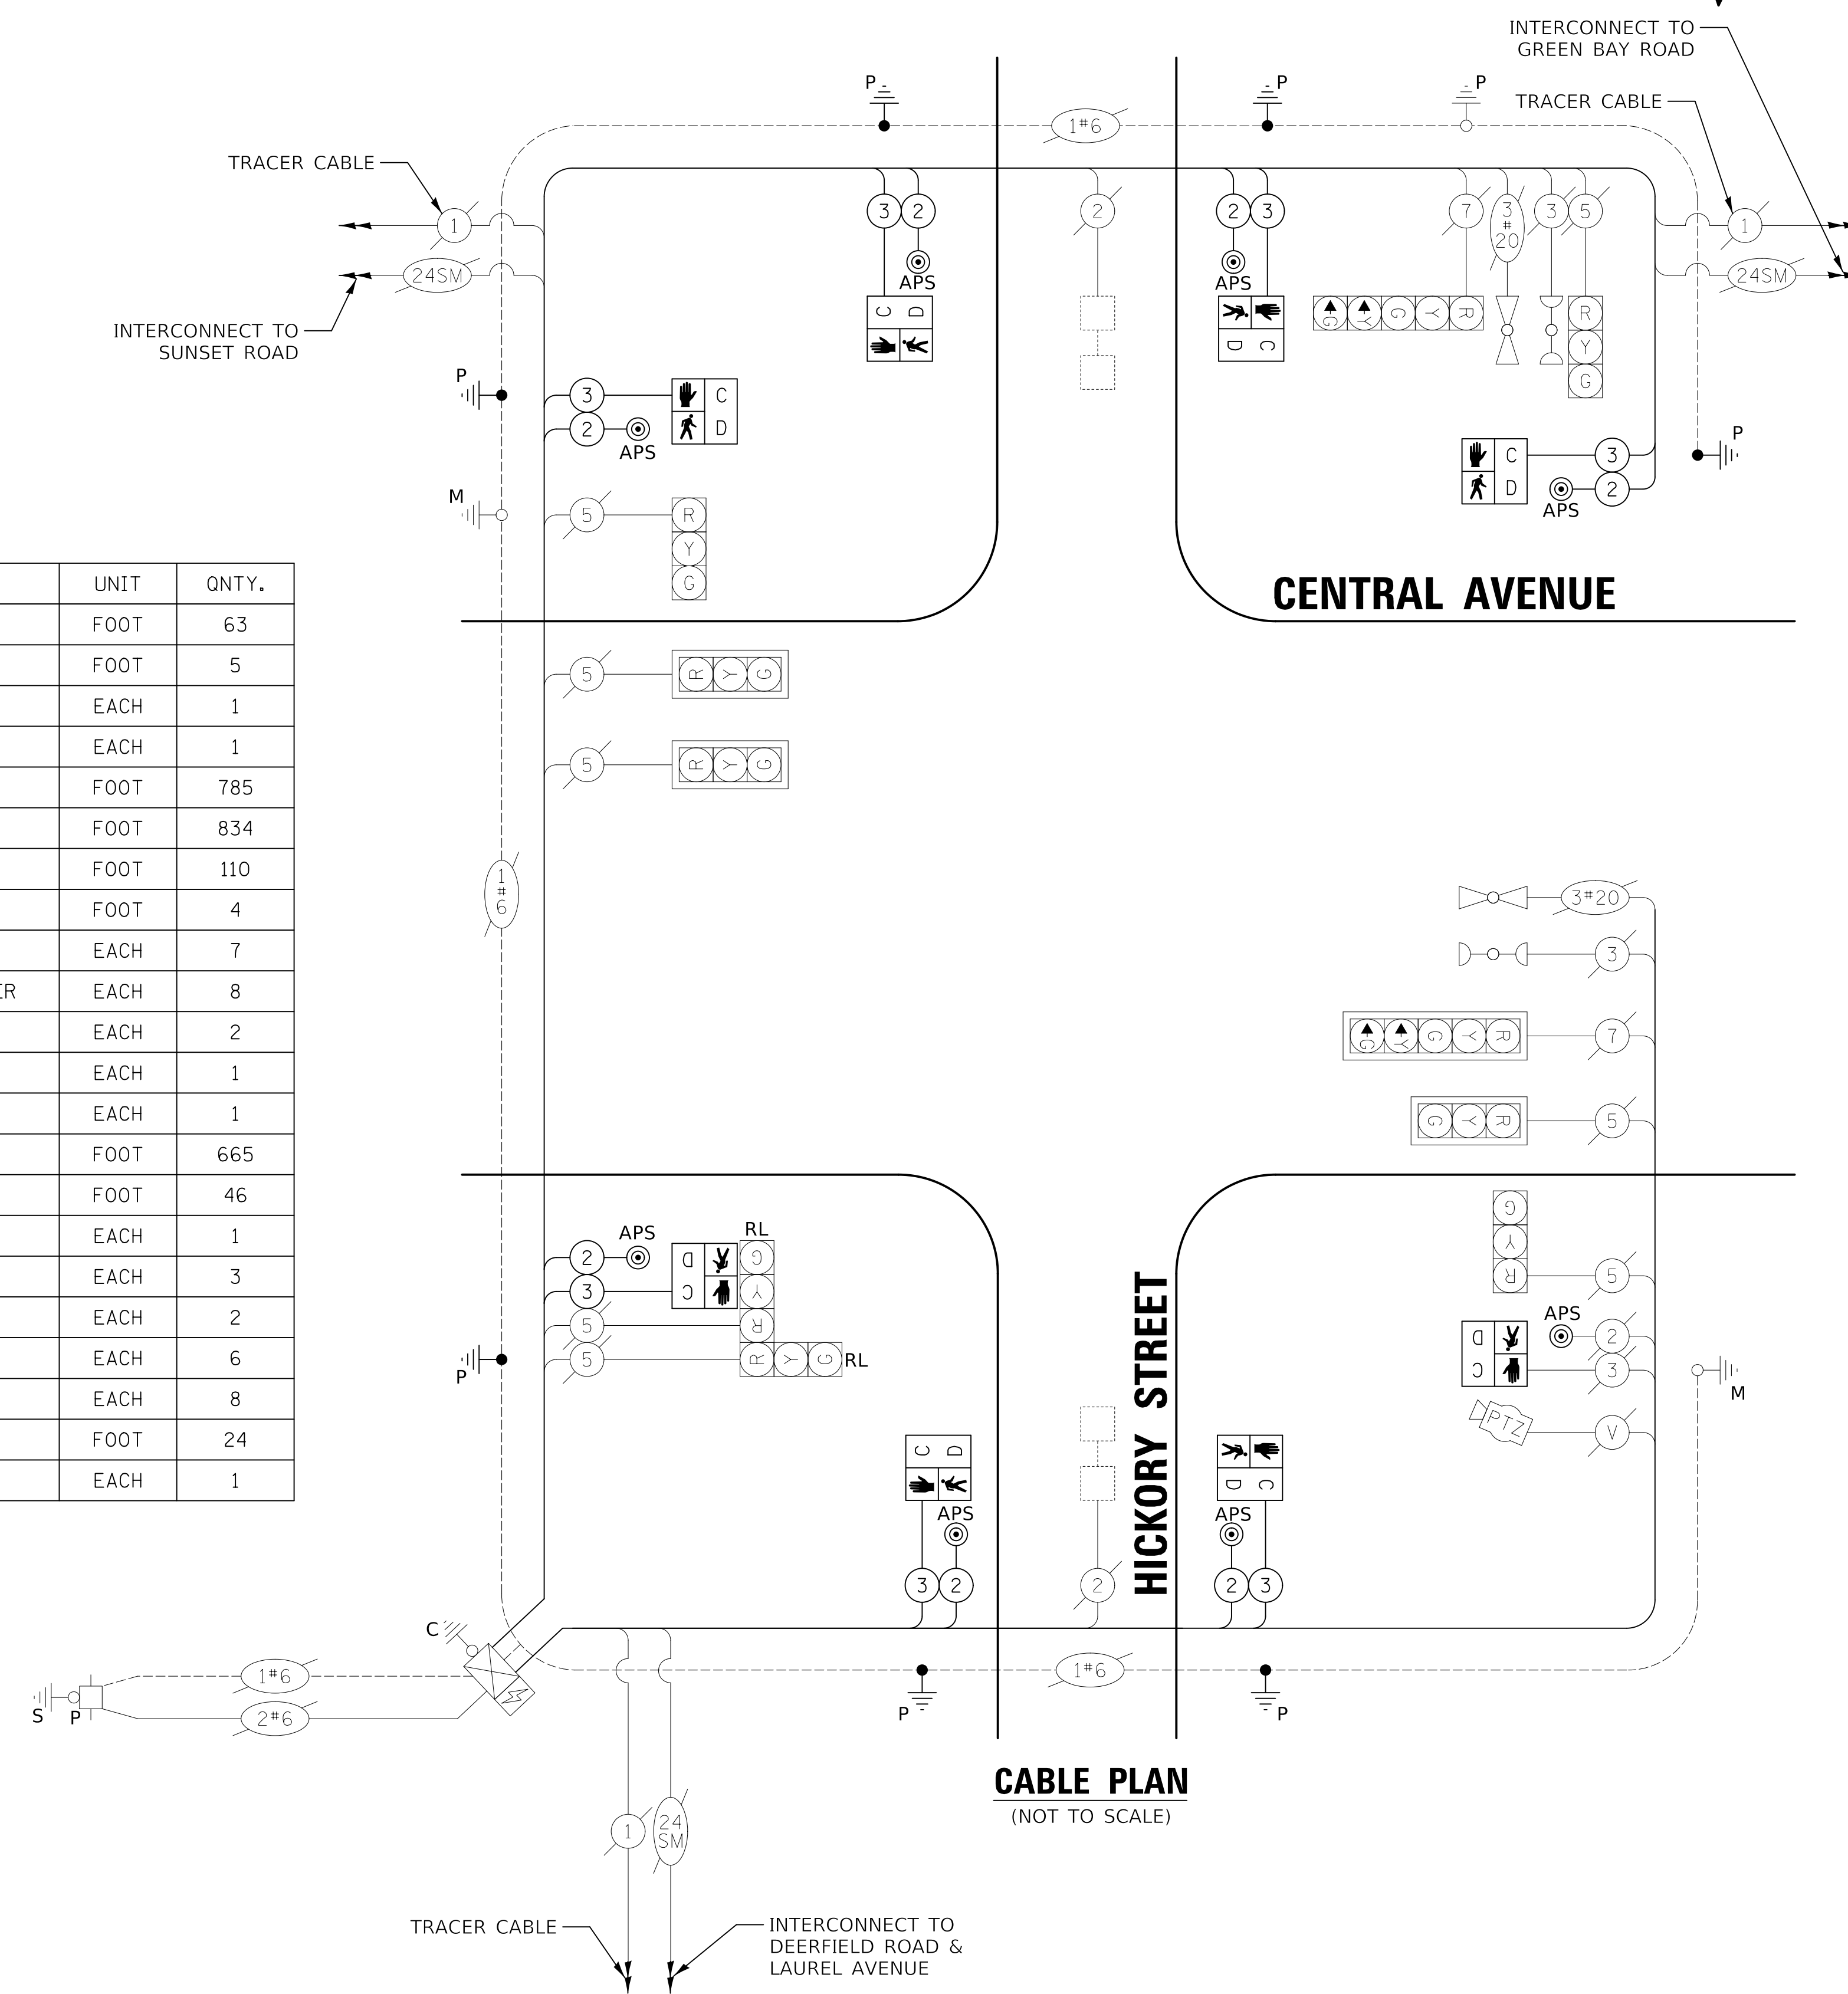 INTERCONNECT TO
GREEN BAY ROAD
P
P
P
TRACER CABLE
1#6
TRACER CABLE
3 2
2
2 3
7
3
#
20
3 5
1
1
APS
APS
24SM
24SM
C D
D C
G Y G Y R
R
Y
G
INTERCONNECT TO
SUNSET ROAD
P
3
C
2
D
APS
P
C
3
D
2
APS
M
5
R
Y
G
CENTRAL AVENUE
UNIT QNTY.
FOOT 63
FOOT 5
EACH 1
EACH 1
FOOT 785
FOOT 834
FOOT 110
FOOT 4
EACH 7
ER EACH 8
EACH 2
EACH 1
EACH 1
FOOT 665
FOOT 46
EACH 1
EACH 3
EACH 2
EACH 6
EACH 8
FOOT 24
EACH 1
5 R Y G
5 R Y G
1
#
6
3#20
3
G Y G Y R 7
G Y R 5
APS
RL
2
D
G
3
C
Y
5
R
5
R Y G RL
P
G
Y
R 5
APS
D
2
C
3
M
PTZ V
HICKORY STREET
C D
D C
APS
APS
3 2
2
2 3
C
1#6
1#6
S P
2#6
P
P
CABLE PLAN
(NOT TO SCALE)
1
24
SM
TRACER CABLE
INTERCONNECT TO
DEERFIELD ROAD &
LAUREL AVENUE